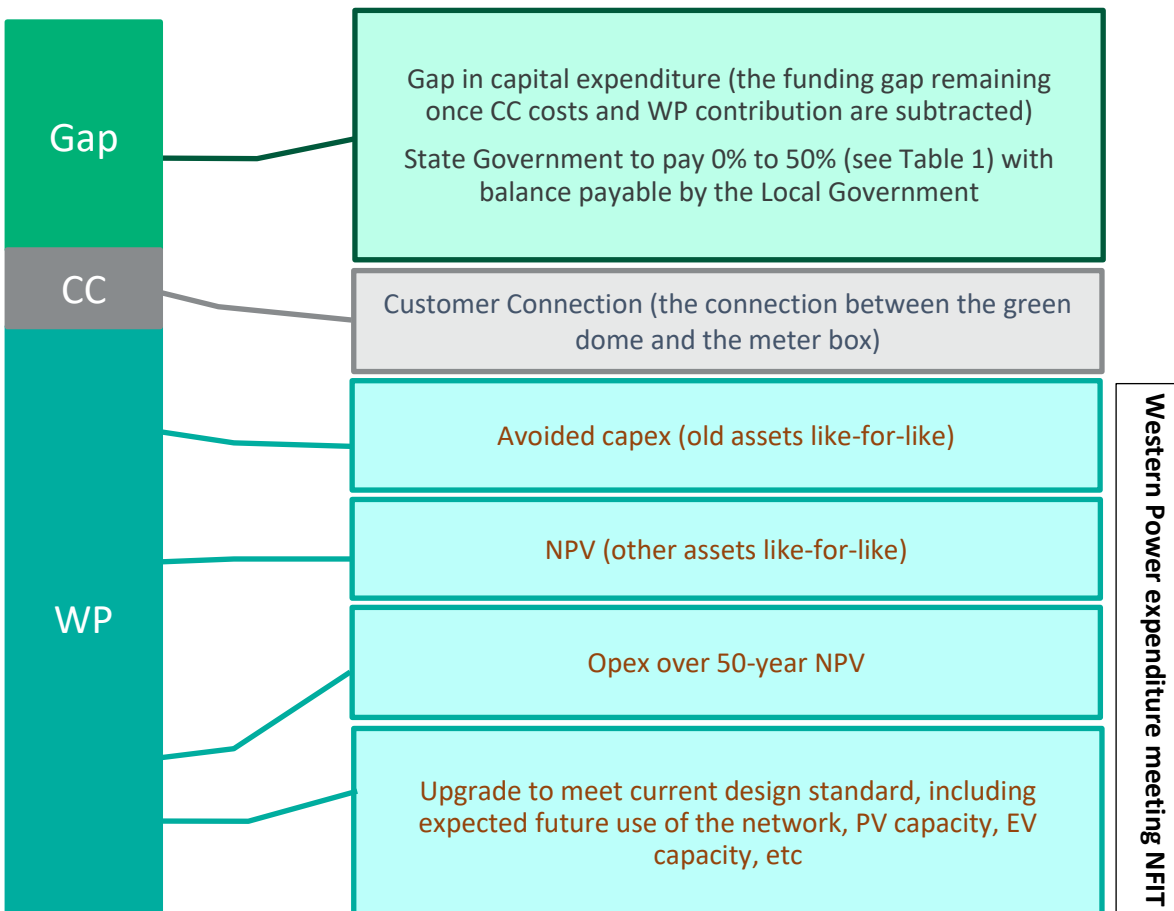 Gap
Gap in capital expenditure (the funding gap remaining
once CC costs and WP contribution are subtracted)
State Government to pay 0% to 50% (see Table 1) with
balance payable by the Local Government
CC
Customer Connection (the connection between the green
dome and the meter box)
WP
Avoided capex (old assets like-for-like)
NPV (other assets like-for-like)
Opex over 50-year NPV
Upgrade to meet current design standard, including
expected future use of the network, PV capacity, EV
capacity, etc
Western Power expenditure meeting NFIT